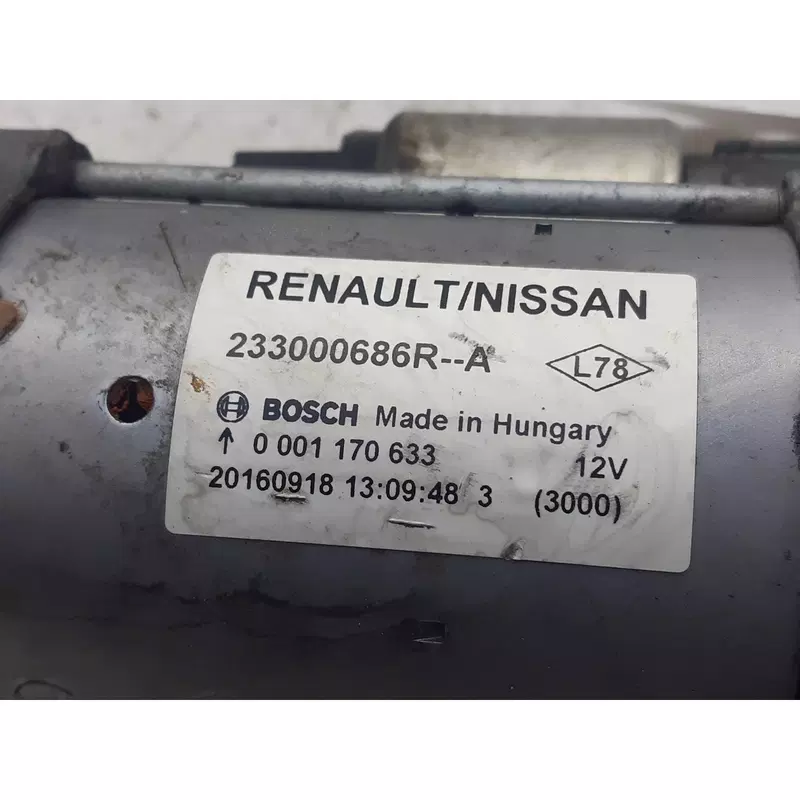 RENAULT/NISSAN
233000686R--A L78
BOSCH Made in Hungary
↑ 0 001 170 633 12V
20160918 13:09:48 3 (3000)